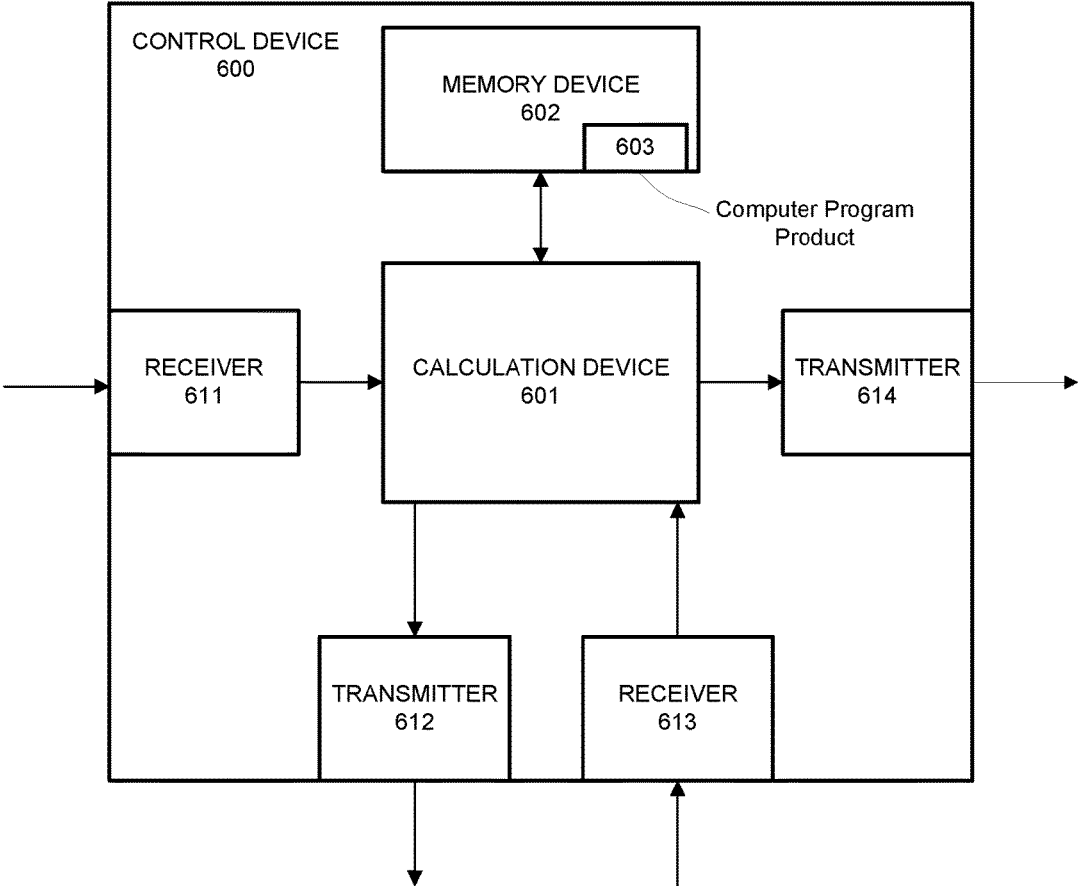 CONTROL DEVICE
600
MEMORY DEVICE
602
603
Computer Program
Product
RECEIVER
611
CALCULATION DEVICE
601
TRANSMITTER
614
TRANSMITTER
612
RECEIVER
613